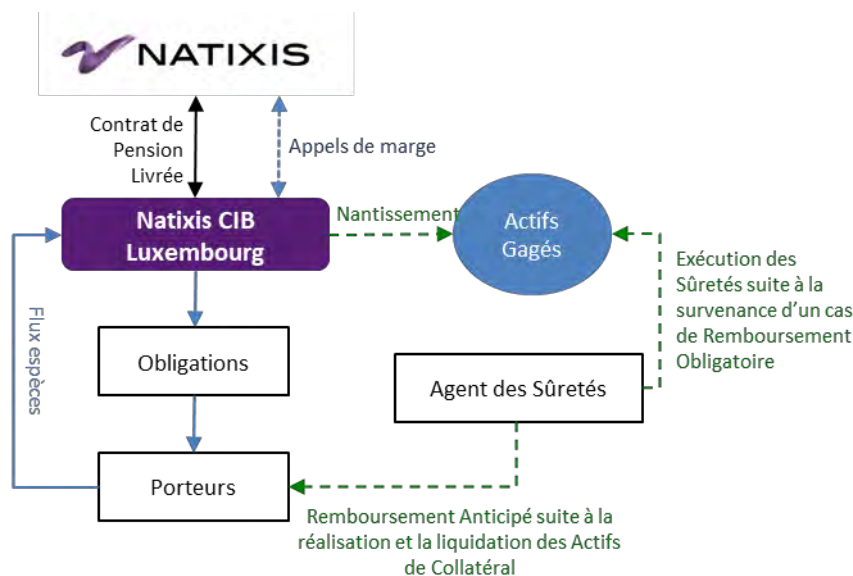 NATIXIS
Contrat de
Pension
Livrée
Appels de marge
Natixis CIB
Luxembourg
Nantissement
Actifs
Gagés
Exécution des
Sûretés suite à la
survenance d'un cas
de Remboursement
Obligatoire
Flux espèces
Obligations
Agent des Sûretés
Porteurs
Remboursement Anticipé suite à la
réalisation et la liquidation des Actifs
de Collatéral